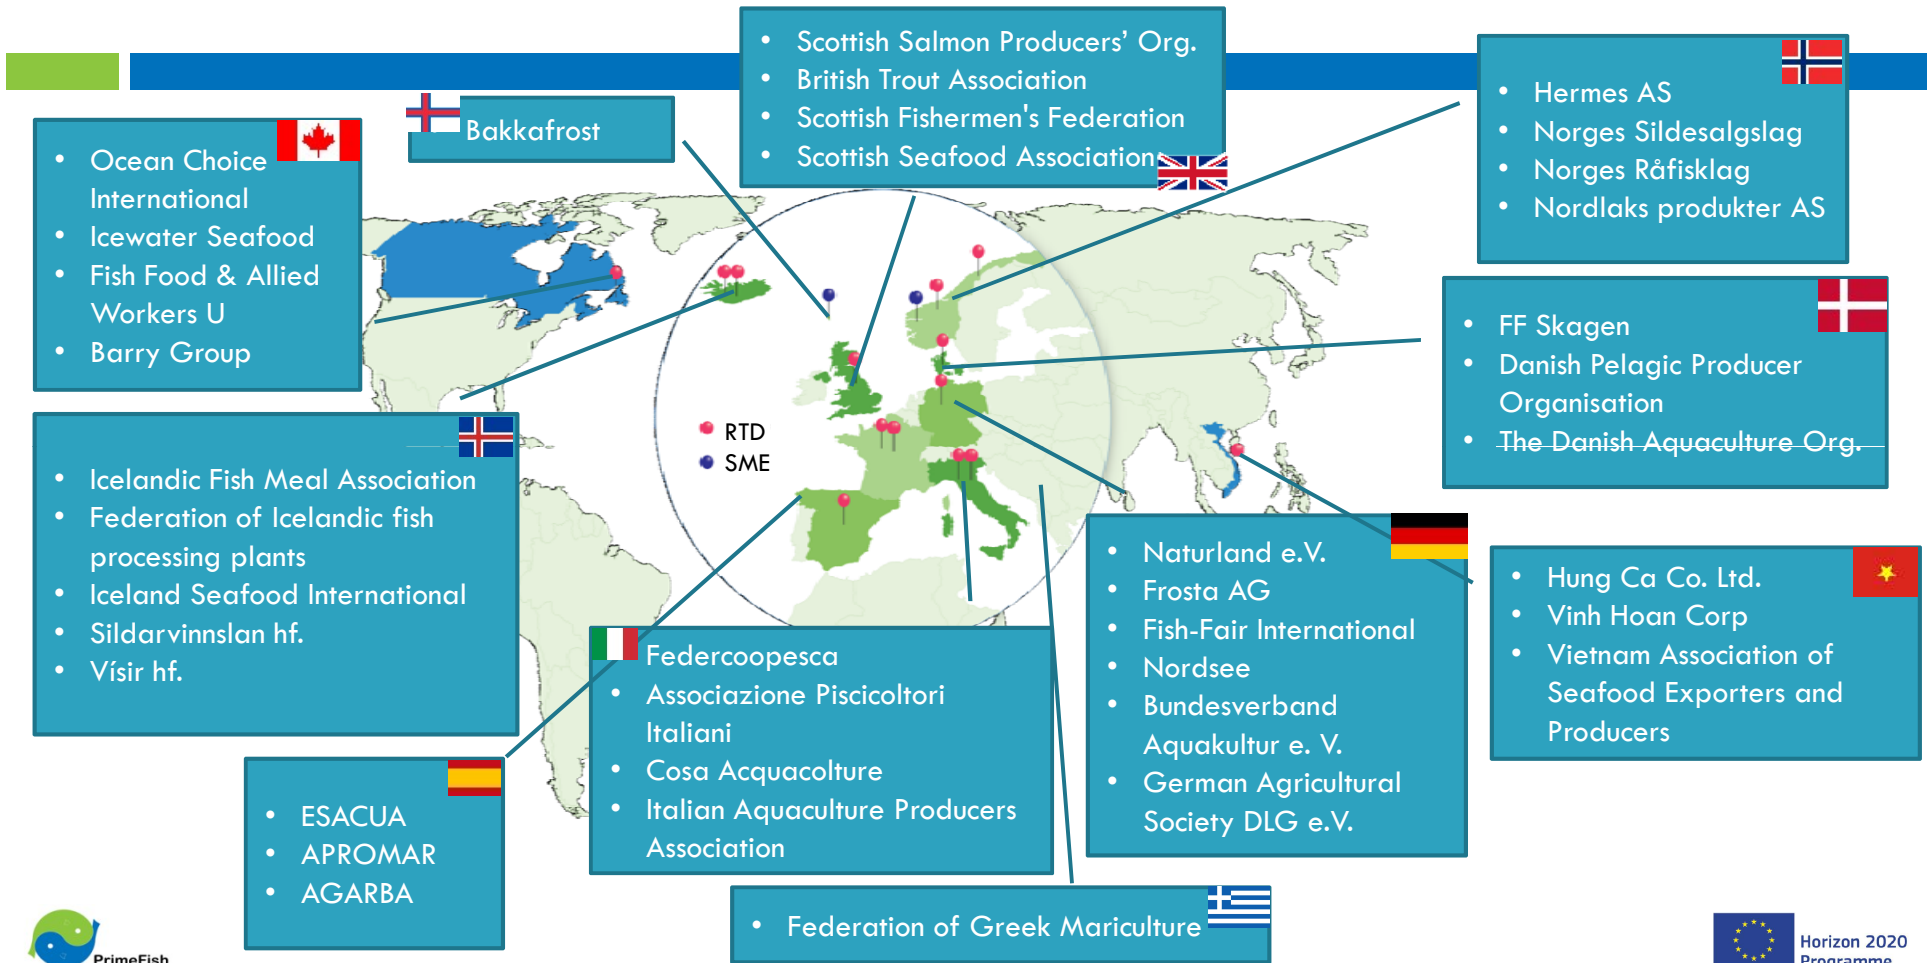 • Scottish Salmon Producers' Org.
• British Trout Association
• Scottish Fishermen's Federation
• Scottish Seafood Association
• Hermes AS
• Norges Sildesalgslag
• Norges Råfisklag
• Nordlaks produkter AS
Bakkafrost
• Ocean Choice
International
• Icewater Seafood
• Fish Food & Allied
Workers U
• Barry Group
• FF Skagen
• Danish Pelagic Producer
Organisation
• The Danish Aquaculture Org.
RTD
SME
• Icelandic Fish Meal Association
• Federation of Icelandic fish
processing plants
• Iceland Seafood International
• Sildarvinnslan hf.
• Vísir hf.
• Naturland e.V.
• Frosta AG
• Fish-Fair International
• Nordsee
• Bundesverband
Aquakultur e. V.
• German Agricultural
Society DLG e.V.
• Hung Ca Co. Ltd.
• Vinh Hoan Corp
• Vietnam Association of
Seafood Exporters and
Producers
Federcoopesca
• Associazione Piscicoltori
Italiani
• Cosa Acquacolture
• Italian Aquaculture Producers
Association
• ESACUA
• APROMAR
• AGARBA
• Federation of Greek Mariculture
PrimeFish
Horizon 2020
Programme